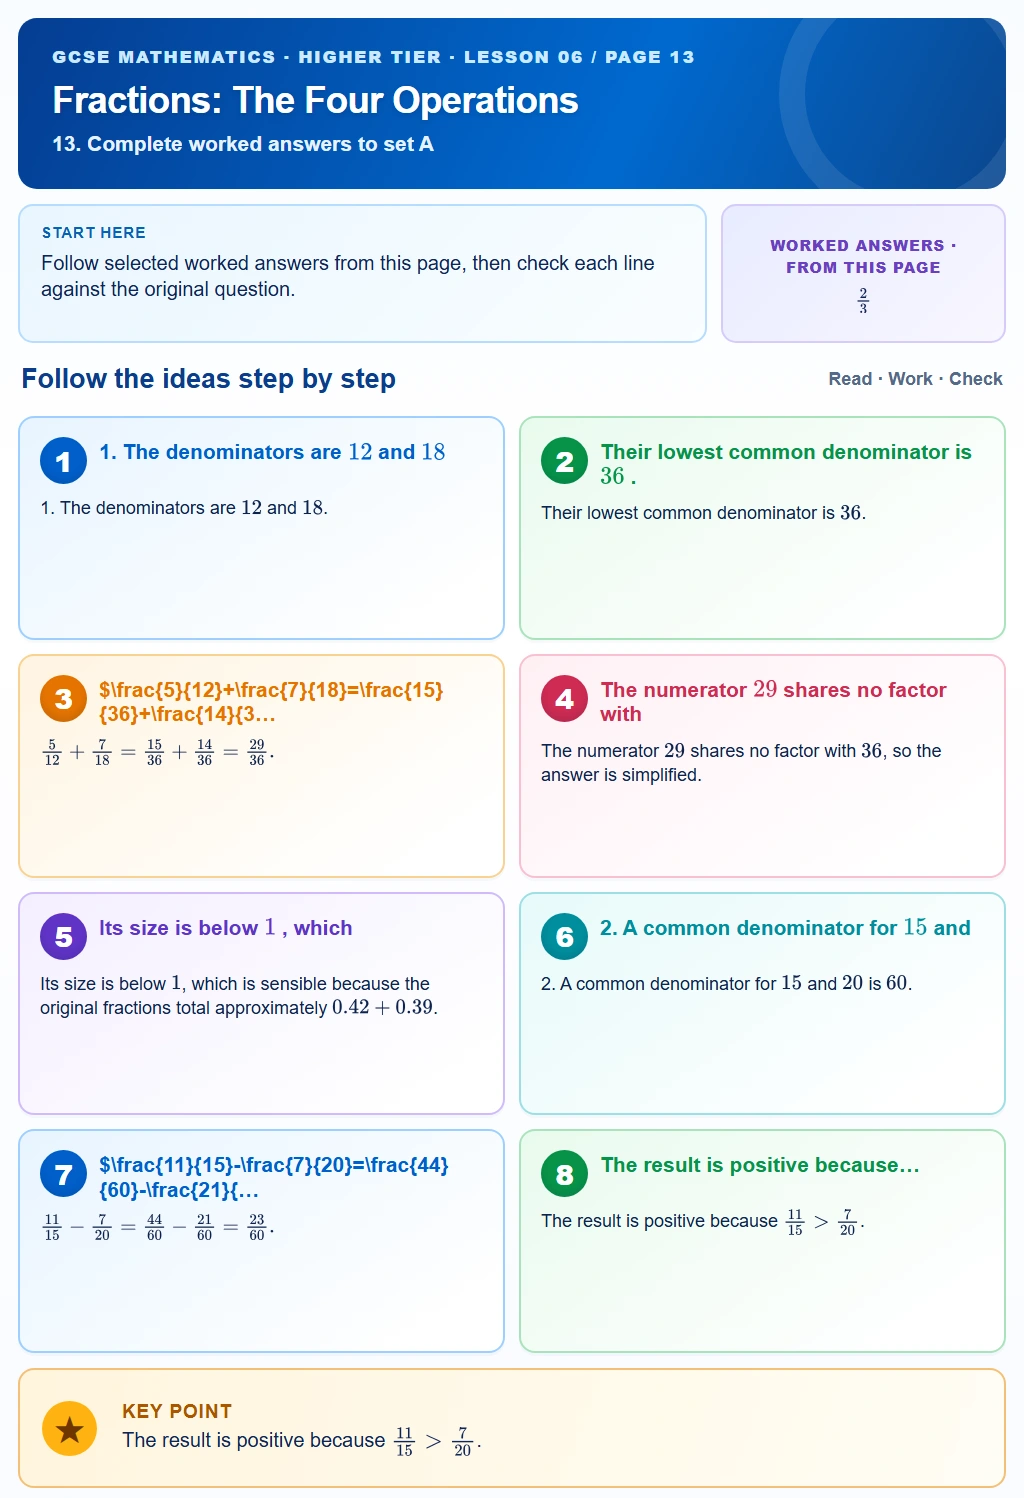 GCSE MATHEMATICS · HIGHER TIER · LESSON 06 / PAGE 13
Fractions: The Four Operations
13. Complete worked answers to set A
START HERE
Follow selected worked answers from this page, then check each line
against the original question.
WORKED ANSWERS ·
FROM THIS PAGE
2/3
Follow the ideas step by step
Read · Work · Check
1
1. The denominators are 12 and 18
1. The denominators are 12 and 18.
2
Their lowest common denominator is
36 .
Their lowest common denominator is 36.
3
$\frac{5}{12}+\frac{7}{18}=\frac{15}
{36}+\frac{14}{3…
5/12 + 7/18 = 15/36 + 14/36 = 29/36.
4
The numerator 29 shares no factor
with
The numerator 29 shares no factor with 36, so the
answer is simplified.
5
Its size is below 1 , which
Its size is below 1, which is sensible because the
original fractions total approximately 0.42 + 0.39.
6
2. A common denominator for 15 and
2. A common denominator for 15 and 20 is 60.
7
$\frac{11}{15}-\frac{7}{20}=\frac{44}
{60}-\frac{21}{…
11/15 − 7/20 = 44/60 − 21/60 = 23/60.
8
The result is positive because…
The result is positive because 11/15 > 7/20.
KEY POINT
The result is positive because 11/15 > 7/20.